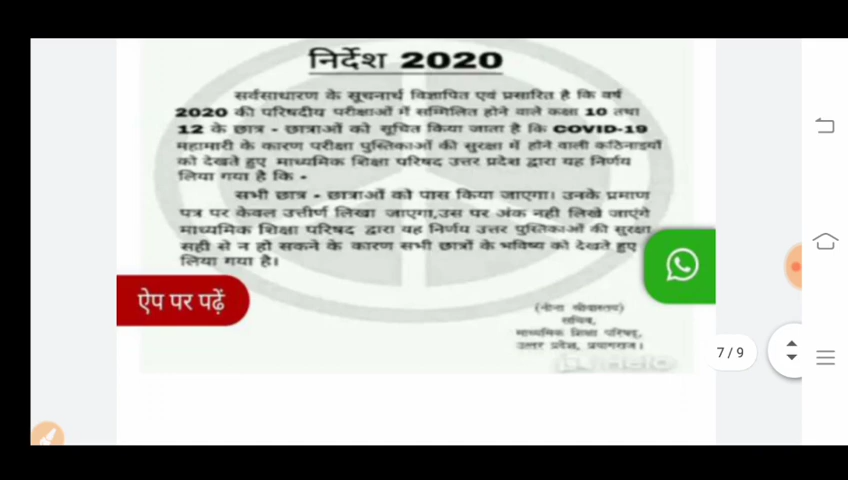 निर्देश 2020
सर्वसाधारण के सूचनार्थ विज्ञापित एवं प्रसारित है कि वर्ष
2020 की परिषदीय परीक्षाओं में सम्मिलित होने वाले कक्षा 10 तथा
12 के छात्र - छात्राओं को सूचित किया जाता है कि COVID-19
महामारी के कारण परीक्षा पुस्तिकाओं की सुरक्षा में होने वाली कठिनाइयों
को देखते हुए माध्यमिक शिक्षा परिषद उत्तर प्रदेश द्वारा यह निर्णय
लिया गया है कि -
सभी छात्र - छात्राओं को पास किया जाएगा। उनके प्रमाण
पत्र पर केवल उत्तीर्ण लिखा जाएगा,उस पर अंक नही लिखे जाएंगे
माध्यमिक शिक्षा परिषद द्वारा यह निर्णय उत्तर पुस्तिकाओं की सुरक्षा
सही से न हो सकने के कारण सभी छात्रों के भविष्य को देखते हुए
लिया गया है।
ऐप पर पढ़ें
(नीना श्रीवास्तव)
सचिव,
माध्यमिक शिक्षा परिषद्,
उत्तर प्रदेश, प्रयागराज।
Helo
7/9